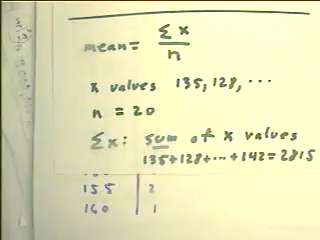 mean = Σx
n
x values 135, 128, ...
n = 20
Σx: sum of x values
135+128+...+142=2815
155 2
160 1